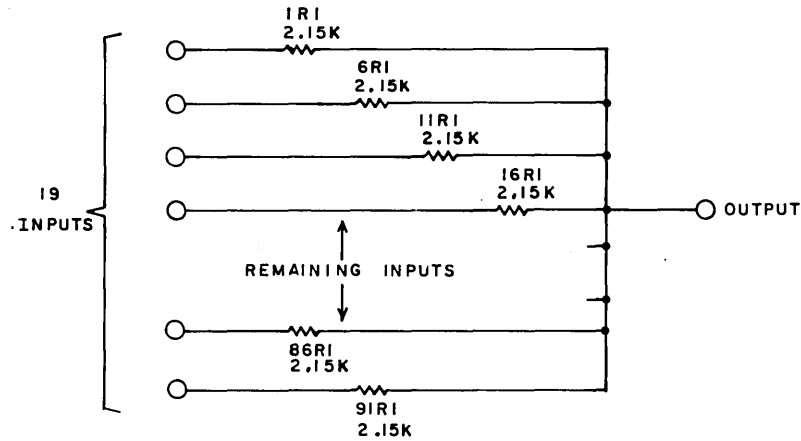 1R1
2.15K
6R1
2.15K
11R1
2.15K
16R1
2.15K
19
.INPUTS
OUTPUT
REMAINING INPUTS
86R1
2.15K
91R1
2.15K